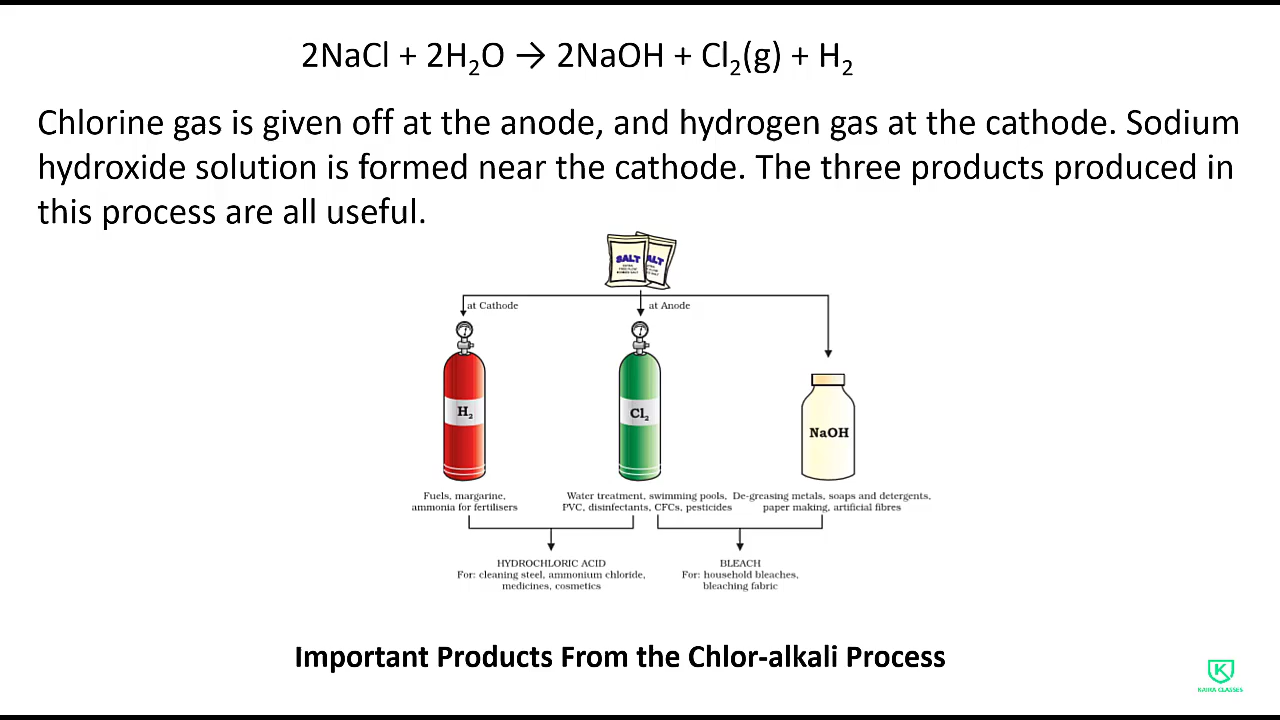 2NaCl + 2H₂O → 2NaOH + Cl₂(g) + H₂
Chlorine gas is given off at the anode, and hydrogen gas at the cathode. Sodium
hydroxide solution is formed near the cathode. The three products produced in
this process are all useful.
SALT
ALT
at Cathode
at Anode
H₂
Cl₂
NaOH
Fuels, margarine,
ammonia for fertilisers
Water treatment, swimming pools,
PVC, disinfectants, CFCs, pesticides
De-greasing metals, soaps and detergents,
paper making, artificial fibres
HYDROCHLORIC ACID
For: cleaning steel, ammonium chloride,
medicines, cosmetics
BLEACH
For: household bleaches,
bleaching fabric
Important Products From the Chlor-alkali Process
K